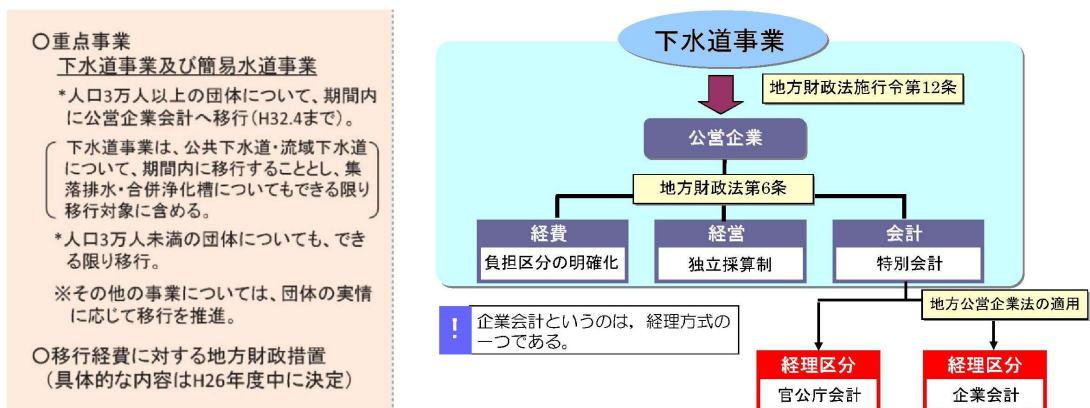 〇重点事業
下水道事業及び簡易水道事業
*人口3万人以上の団体について、期間内
に公営企業会計へ移行(H32.4まで)。
下水道事業は、公共下水道・流域下水道
について、期間内に移行することとし、集
落排水・合併浄化槽についてもできる限り
移行対象に含める。
*人口3万人未満の団体についても、でき
る限り移行。
※その他の事業については、団体の実情
に応じて移行を推進。
〇移行経費に対する地方財政措置
(具体的な内容はH26年度中に決定)
下水道事業
地方財政法施行令第12条
公営企業
地方財政法第6条
経費
負担区分の明確化
経営
独立採算制
会計
特別会計
地方公営企業法の適用
!
企業会計というのは，経理方式の
一つである。
経理区分
官公庁会計
経理区分
企業会計